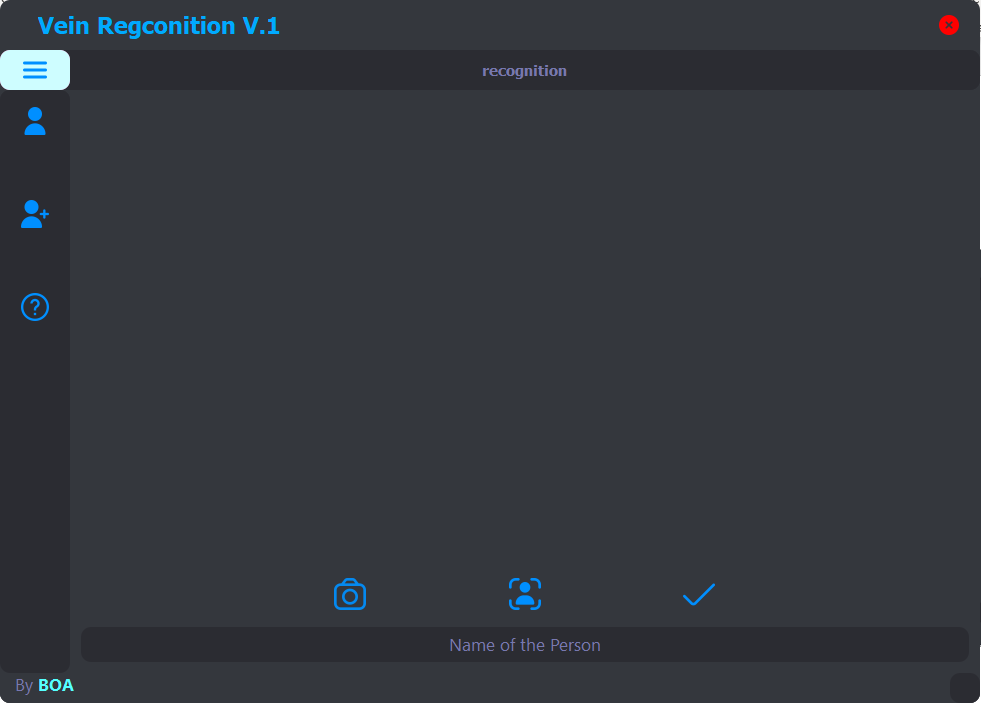 Vein Regconition V.1
recognition
Name of the Person
By BOA